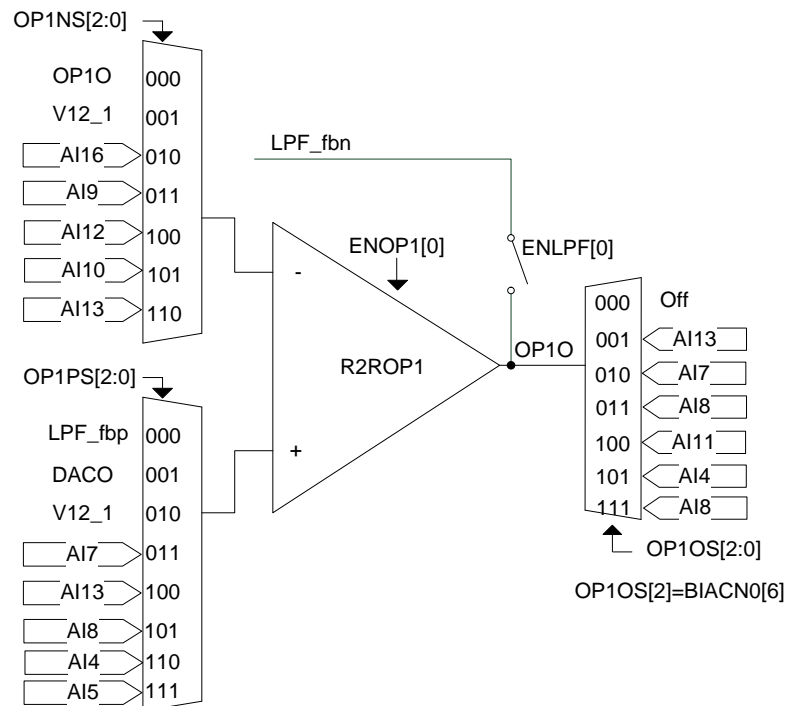 OP1NS[2:0]
OP1O 000
V12_1 001
AI16 010
AI9 011
AI12 100
AI10 101
AI13 110
OP1PS[2:0]
LPF_fbp 000
DACO 001
V12_1 010
AI7 011
AI13 100
AI8 101
AI4 110
AI5 111
LPF_fbn
ENOP1[0]
ENLPF[0]
-
R2ROP1
+
OP1O
000 Off
001 AI13
010 AI7
011 AI8
100 AI11
101 AI4
111 AI8
OP1OS[2:0]
OP1OS[2]=BIACN0[6]